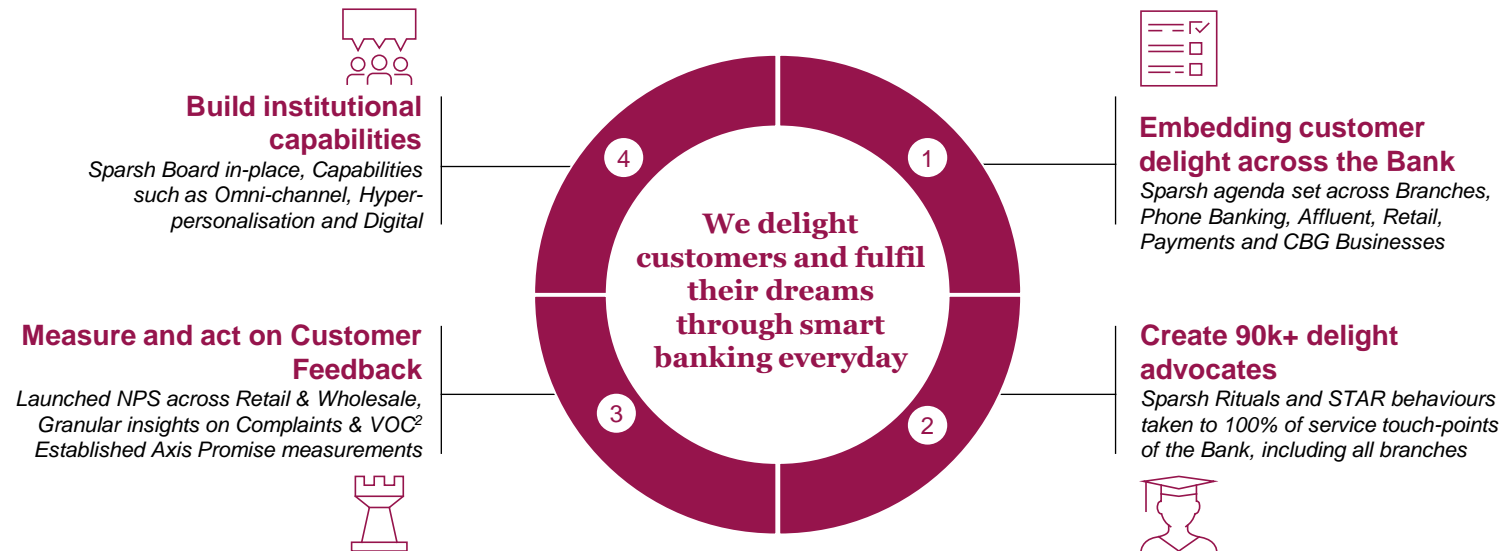 Build institutional
capabilities
Sparsh Board in-place, Capabilities
such as Omni-channel, Hyper-
personalisation and Digital
4
1
Embedding customer
delight across the Bank
Sparsh agenda set across Branches,
Phone Banking, Affluent, Retail,
Payments and CBG Businesses
We delight
customers and fulfil
their dreams
through smart
banking everyday
Measure and act on Customer
Feedback
Launched NPS across Retail & Wholesale,
Granular insights on Complaints & VOC²
Established Axis Promise measurements
3
2
Create 90k+ delight
advocates
Sparsh Rituals and STAR behaviours
taken to 100% of service touch-points
of the Bank, including all branches